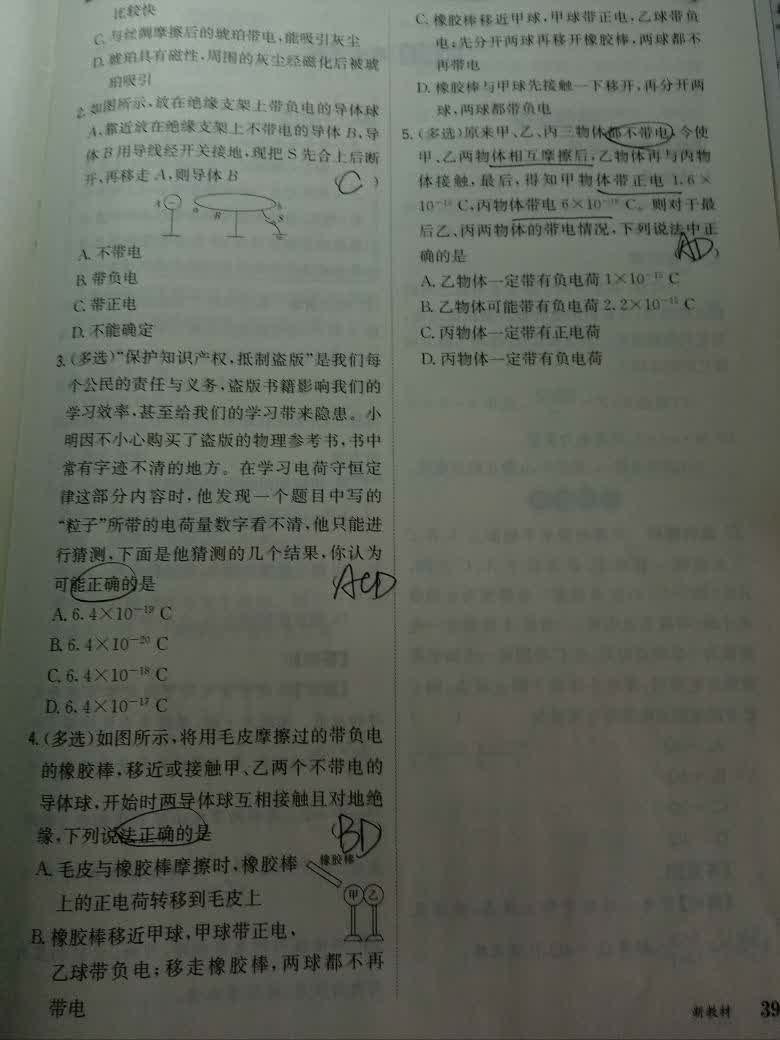 比较快
C. 与丝绸摩擦后的琥珀带电,能吸引灰尘
D. 琥珀具有磁性,周围的灰尘经磁化后被琥
珀吸引
2. 如图所示,放在绝缘支架上带负电的导体球
A,靠近放在绝缘支架上不带电的导体 B,导
体 B 用导线经开关接地,现把 S 先合上后断
开,再移走 A,则导体 B
( C )
A
a
b
B
S
A. 不带电
B. 带负电
C. 带正电
D. 不能确定
3. (多选)“保护知识产权,抵制盗版”是我们每
个公民的责任与义务,盗版书籍影响我们的
学习效率,甚至给我们的学习带来隐患。小
明因不小心购买了盗版的物理参考书,书中
常有字迹不清的地方。在学习电荷守恒定
律这部分内容时,他发现一个题目中写的
“粒子”所带的电荷量数字看不清,他只能进
行猜测,下面是他猜测的几个结果,你认为
可能正确的是
ACD
A. 6.4×10⁻¹⁹ C
B. 6.4×10⁻²⁰ C
C. 6.4×10⁻¹⁸ C
D. 6.4×10⁻¹⁷ C
4. (多选)如图所示,将用毛皮摩擦过的带负电
的橡胶棒,移近或接触甲、乙两个不带电的
导体球,开始时两导体球互相接触且对地绝
缘,下列说法正确的是
BD
A. 毛皮与橡胶棒摩擦时,橡胶棒
上的正电荷转移到毛皮上
橡胶棒
甲 乙
B. 橡胶棒移近甲球,甲球带正电、
乙球带负电;移走橡胶棒,两球都不再
带电
C. 橡胶棒移近甲球,甲球带正电,乙球带负
电;先分开两球再移开橡胶棒,两球都不
再带电
D. 橡胶棒与甲球先接触一下移开,再分开两
球,两球都带负电
5. (多选)原来甲、乙、丙三物体都不带电,今使
甲、乙两物体相互摩擦后,乙物体再与丙物
体接触,最后,得知甲物体带正电 1.6×
C,丙物体带电 6×10 C。则对于最
后乙、丙两物体的带电情况,下列说法中正
确的是
AD )
A. 乙物体一定带有负电荷 1×10⁻¹⁵ C
B. 乙物体可能带有负电荷 2.2×10⁻¹⁵ C
C. 丙物体一定带有正电荷
D. 丙物体一定带有负电荷
新教材 39